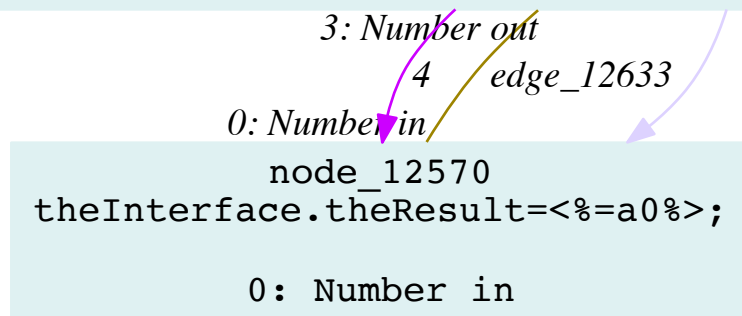 3: Number out
4 edge_12633
0: Number in
node_12570
theInterface.theResult=<%=a0%>;
0: Number in